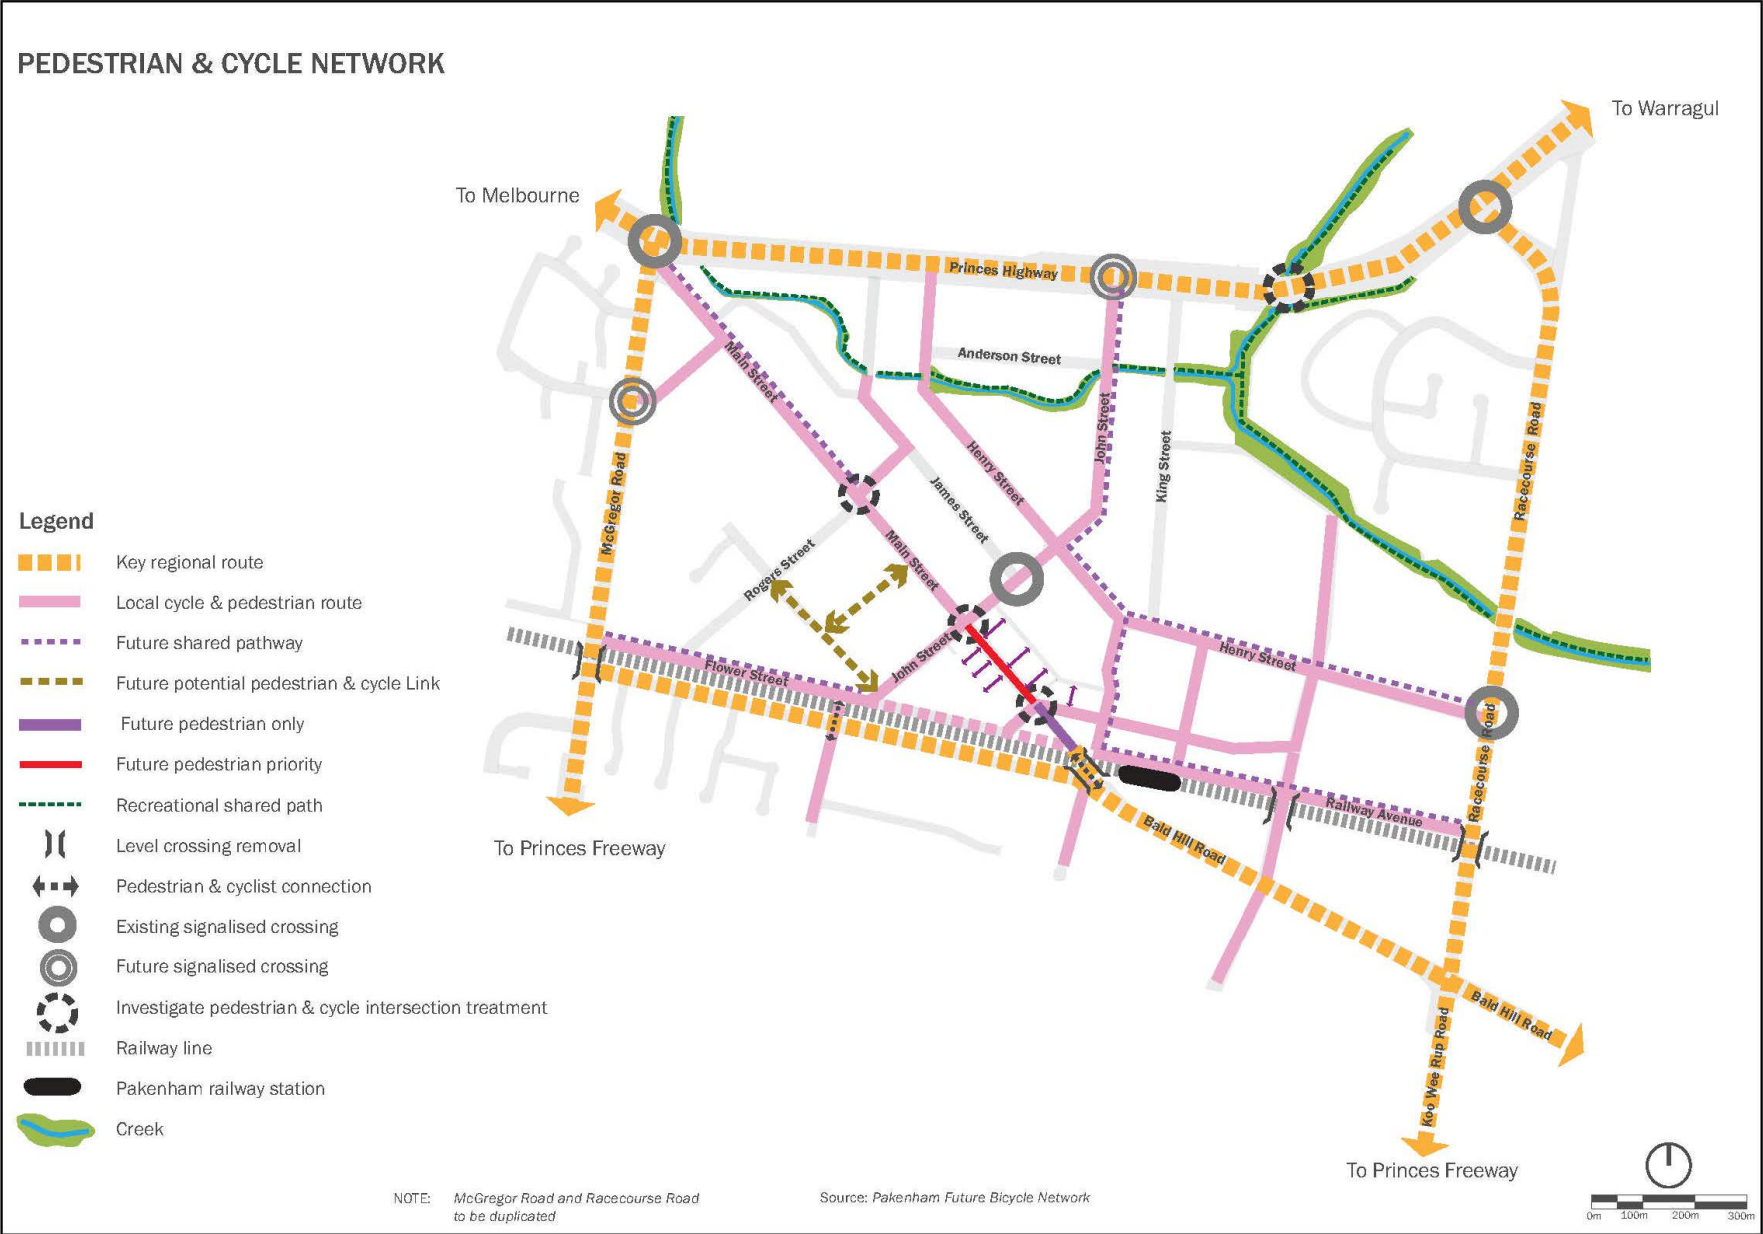 PEDESTRIAN & CYCLE NETWORK
To Warragul
To Melbourne
Princes Highway
Anderson Street
Main Street
John Street
Henry Street
King Street
James Street
McGregor Road
Racecourse Road
Main Street
Rogers Street
John Street
Henry Street
Flower Street
Racecourse Road
Railway Avenue
Bald Hill Road
To Princes Freeway
Bald Hill Road
Koo Wee Rup Road
To Princes Freeway
Legend
Key regional route
Local cycle & pedestrian route
Future shared pathway
Future potential pedestrian & cycle Link
Future pedestrian only
Future pedestrian priority
Recreational shared path
Level crossing removal
Pedestrian & cyclist connection
Existing signalised crossing
Future signalised crossing
Investigate pedestrian & cycle intersection treatment
Railway line
Pakenham railway station
Creek
NOTE: McGregor Road and Racecourse Road
to be duplicated
Source: Pakenham Future Bicycle Network
0m 100m 200m 300m